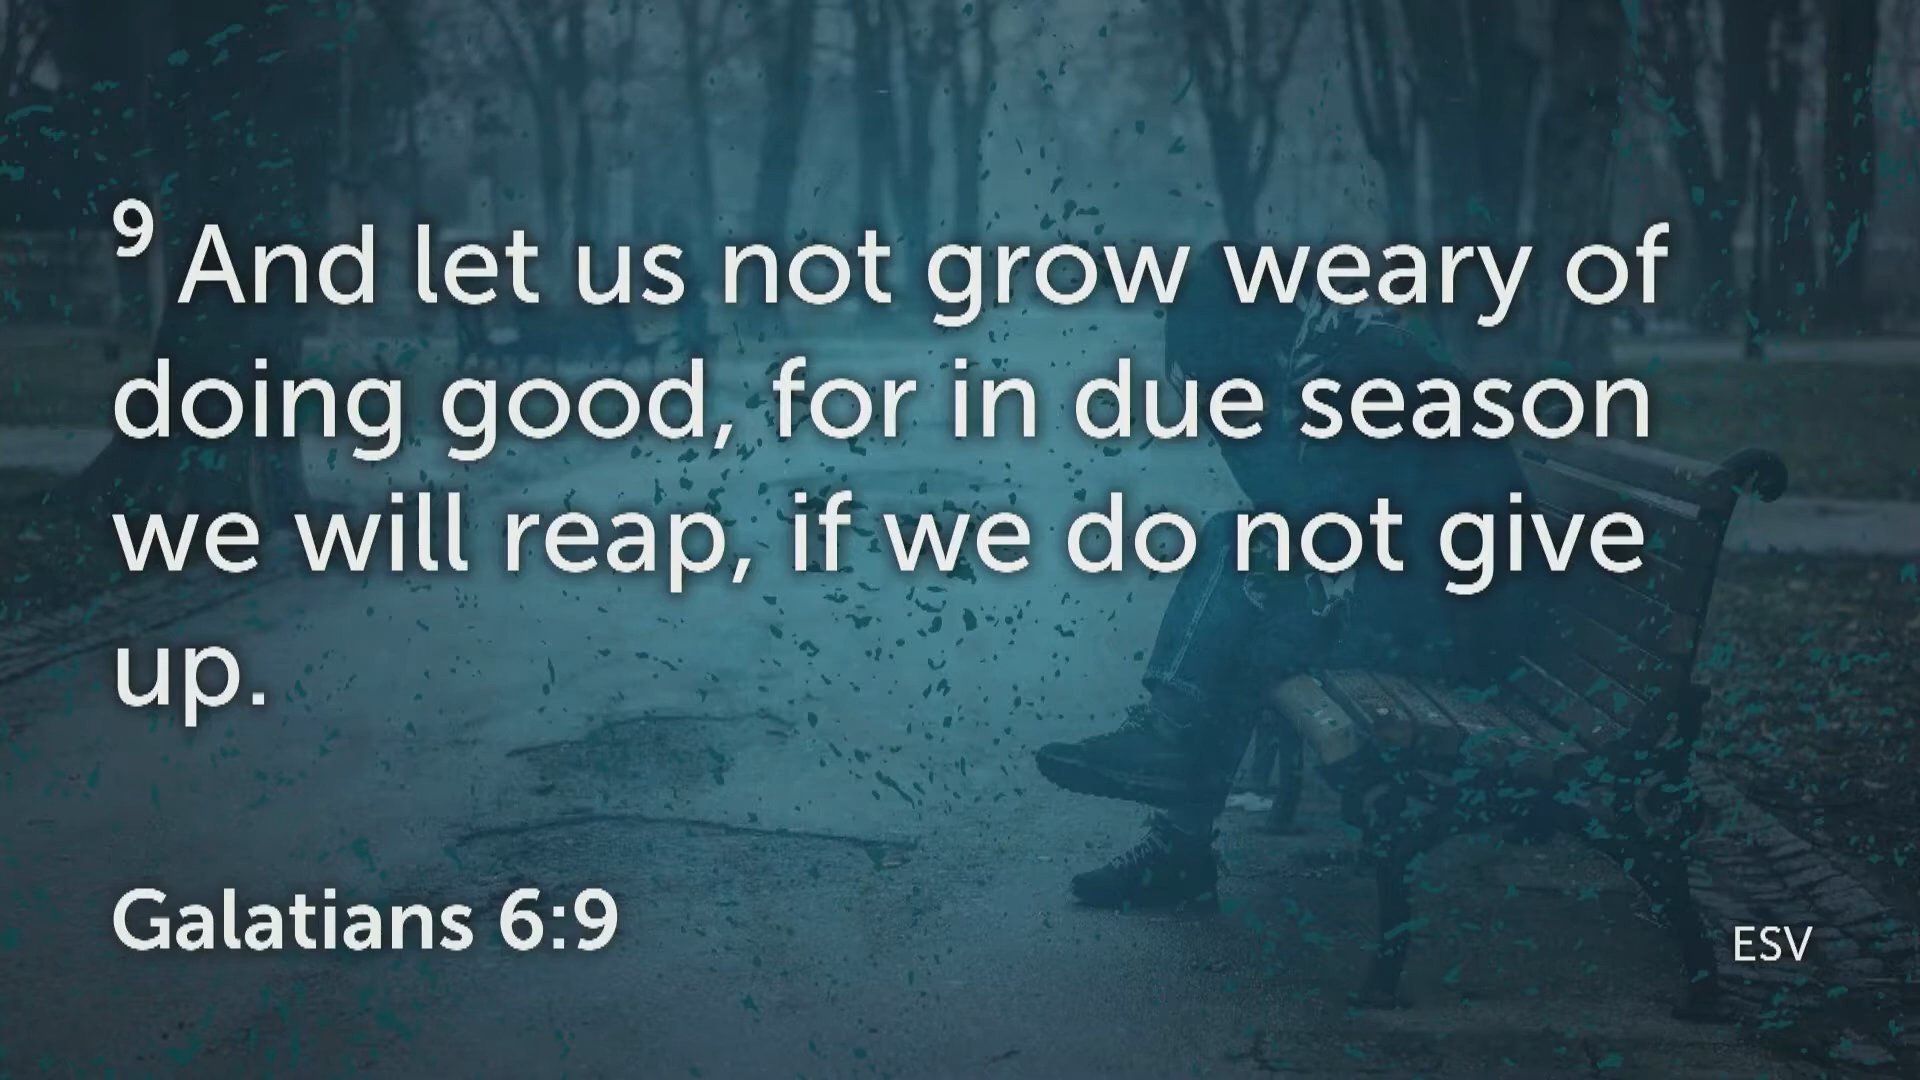 9 And let us not grow weary of
doing good, for in due season
we will reap, if we do not give
up.
Galatians 6:9
ESV